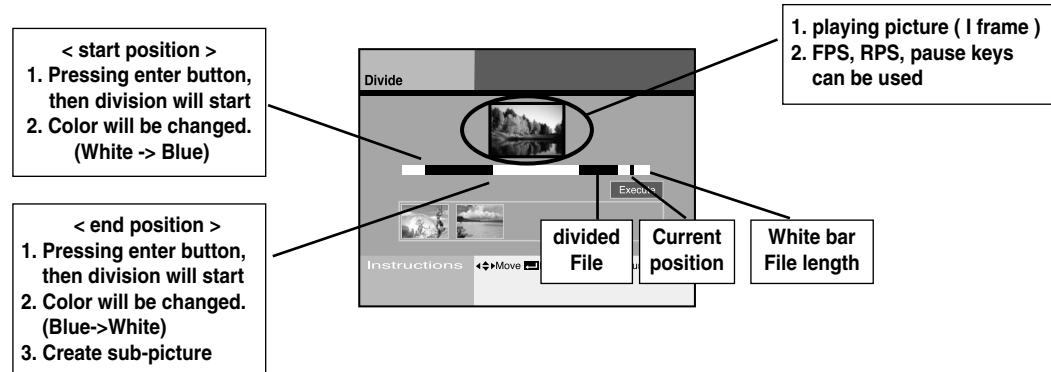 < start position >
1. Pressing enter button,
then division will start
2. Color will be changed.
(White -> Blue)
1. playing picture ( I frame )
2. FPS, RPS, pause keys
can be used
Divide
Execute
< end position >
1. Pressing enter button,
then division will start
2. Color will be changed.
(Blue->White)
3. Create sub-picture
divided
File
Current
position
White bar
File length
Instructions
Move